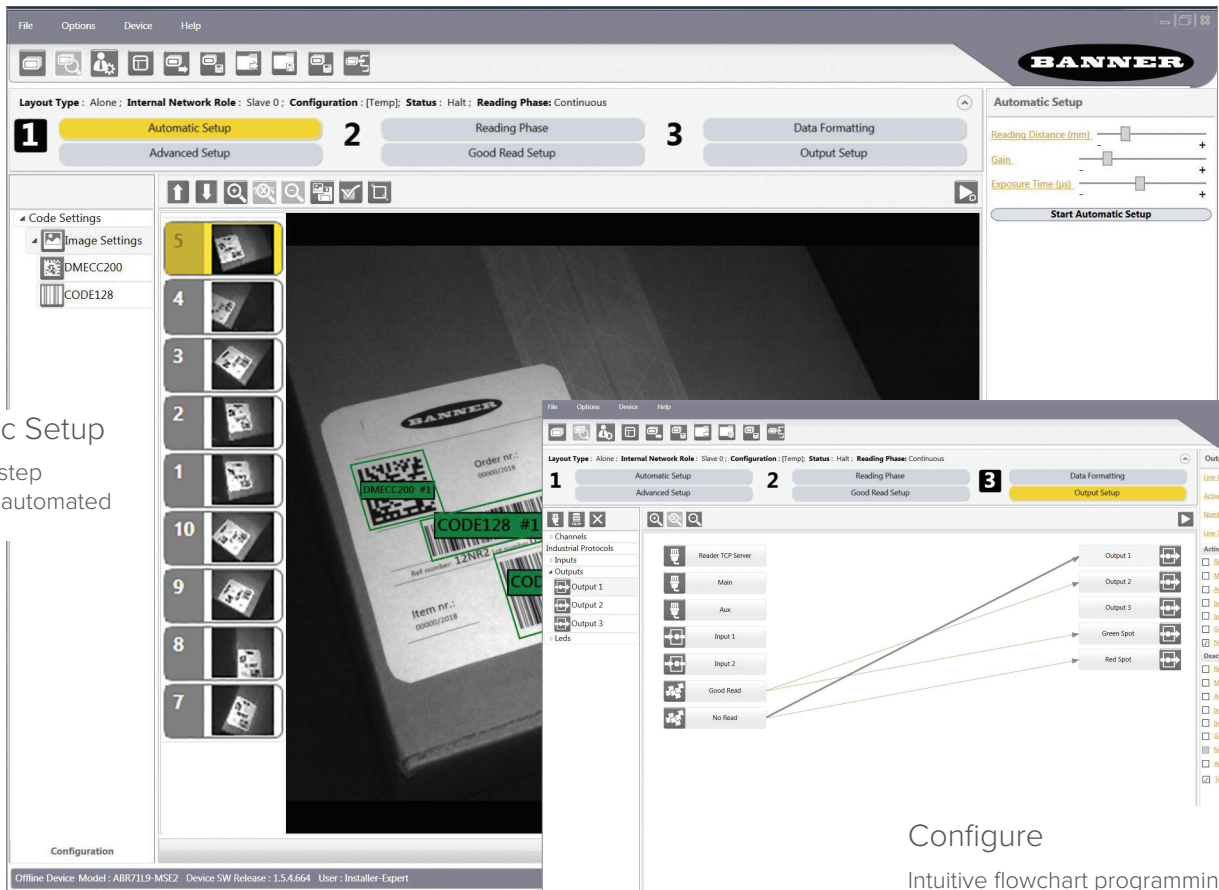 File Options Device Help
BANNER
Layout Type : Alone ; Internal Network Role : Slave 0 ; Configuration : [Temp]; Status : Halt ; Reading Phase: Continuous
1 Automatic Setup 2 Reading Phase 3 Data Formatting
Advanced Setup Good Read Setup Output Setup
Automatic Setup
Reading Distance (mm) - +
Gain - +
Exposure Time (µs) - +
Start Automatic Setup
Code Settings
Image Settings
DMECC200
CODE128
5
4
3
2
1
10
9
8
7
BANNER
Order nr.:
00000/2018
DMECC200 #1
CODE128 #1
Ref number: 12NR2
Item nr.:
00000/2018
c Setup
step
automated
Configuration
Offline Device Model : ABR71L9-MSE2 Device SW Release : 1.5.4.664 User : Installer-Expert
File Options Device Help
Layout Type : Alone ; Internal Network Role : Slave 0 ; Configuration : [Temp]; Status : Halt ; Reading Phase: Continuous
1 Automatic Setup 2 Reading Phase 3 Data Formatting
Advanced Setup Good Read Setup Output Setup
Channels
Industrial Protocols
Inputs
Outputs
Output 1
Output 2
Output 3
Leds
Reader TCP Server
Main
Aux
Input 1
Input 2
Good Read
No Read
Output 1
Output 2
Output 3
Green Spot
Red Spot
Configure
Intuitive flowchart programmin